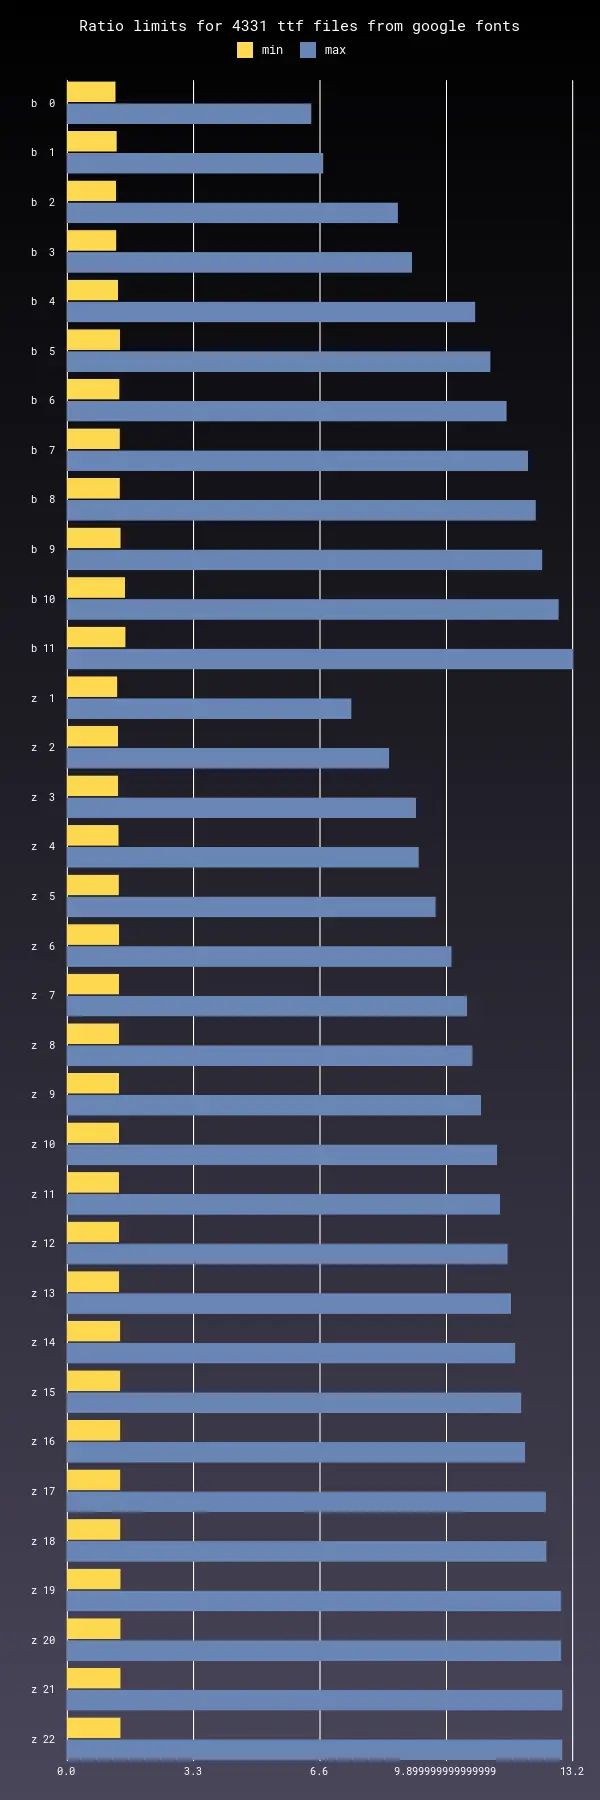 Ratio limits for 4331 ttf files from google fonts
min max
b 0
b 1
b 2
b 3
b 4
b 5
b 6
b 7
b 8
b 9
b 10
b 11
z 1
z 2
z 3
z 4
z 5
z 6
z 7
z 8
z 9
z 10
z 11
z 12
z 13
z 14
z 15
z 16
z 17
z 18
z 19
z 20
z 21
z 22
0.0 3.3 6.6 9.899999999999999 13.2